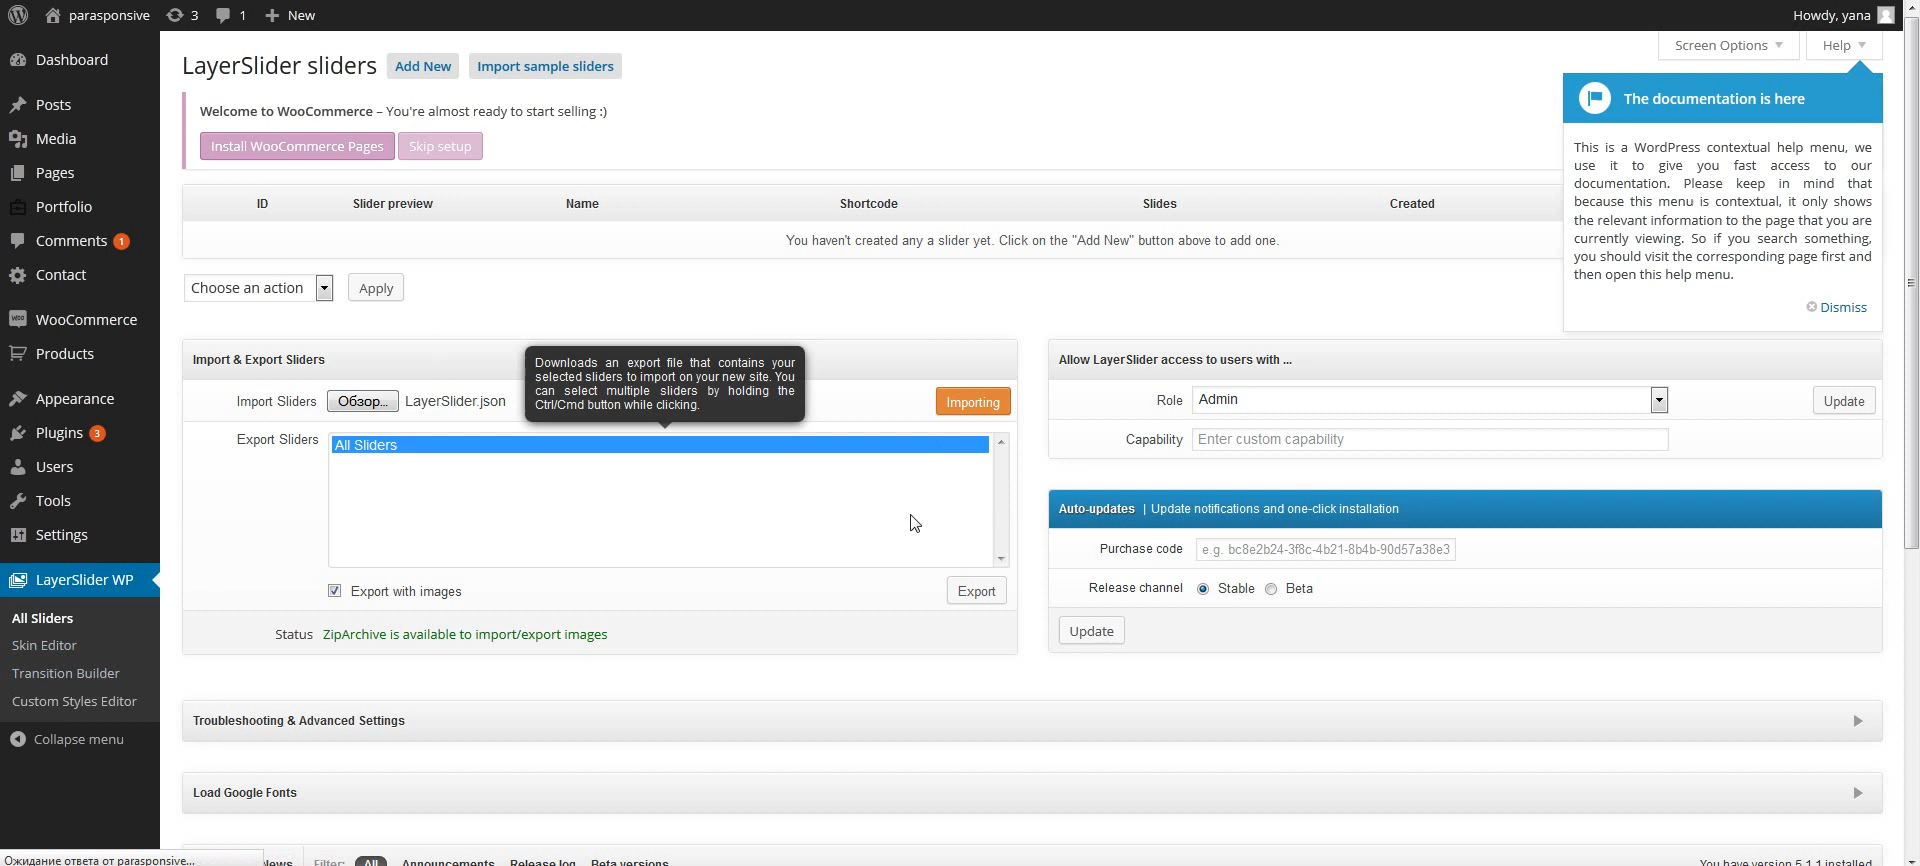 parasponsive 3 1 New
Howdy, yana
Dashboard
Posts
Media
Pages
Portfolio
Comments 1
Contact
WooCommerce
Products
Appearance
Plugins 3
Users
Tools
Settings
LayerSlider WP
All Sliders
Skin Editor
Transition Builder
Custom Styles Editor
Collapse menu
Ожидание ответа от parasponsive...
Screen Options
Help
LayerSlider sliders Add New Import sample sliders
Welcome to WooCommerce – You're almost ready to start selling :)
Install WooCommerce Pages Skip setup
The documentation is here
This is a WordPress contextual help menu, we
use it to give you fast access to our
documentation. Please keep in mind that
because this menu is contextual, it only shows
the relevant information to the page that you are
currently viewing. So if you search something,
you should visit the corresponding page first and
then open this help menu.
Dismiss
ID Slider preview Name Shortcode Slides Created
You haven't created any a slider yet. Click on the "Add New" button above to add one.
Choose an action Apply
Import & Export Sliders
Downloads an export file that contains your
selected sliders to import on your new site. You
can select multiple sliders by holding the
Ctrl/Cmd button while clicking.
Import Sliders Обзор... LayerSlider.json Importing
Export Sliders All Sliders
Export with images Export
Status ZipArchive is available to import/export images
Allow LayerSlider access to users with ...
Role Admin Update
Capability Enter custom capability
Auto-updates | Update notifications and one-click installation
Purchase code e.g. bc8e2b24-3f8c-4b21-8b4b-90d57a38e3
Release channel Stable Beta
Update
Troubleshooting & Advanced Settings
Load Google Fonts
News Filter: All Announcements Release log Beta versions
You have version 5.1.1 installed